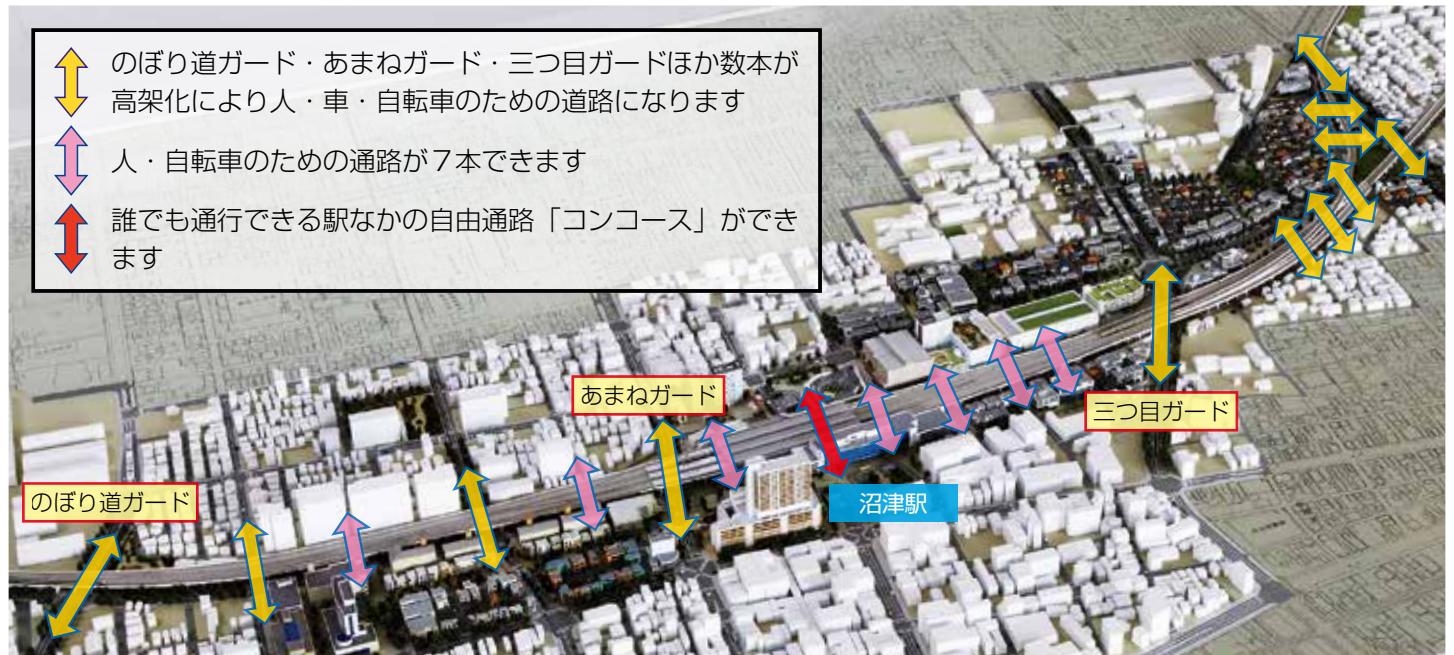 のぼり道ガード・あまねガード・三つ目ガードほか数本が
高架化により人・車・自転車のための道路になります
人・自転車のための通路が７本できます
誰でも通行できる駅なかの自由通路「コンコース」ができ
ます
あまねガード
三つ目ガード
のぼり道ガード
沼津駅